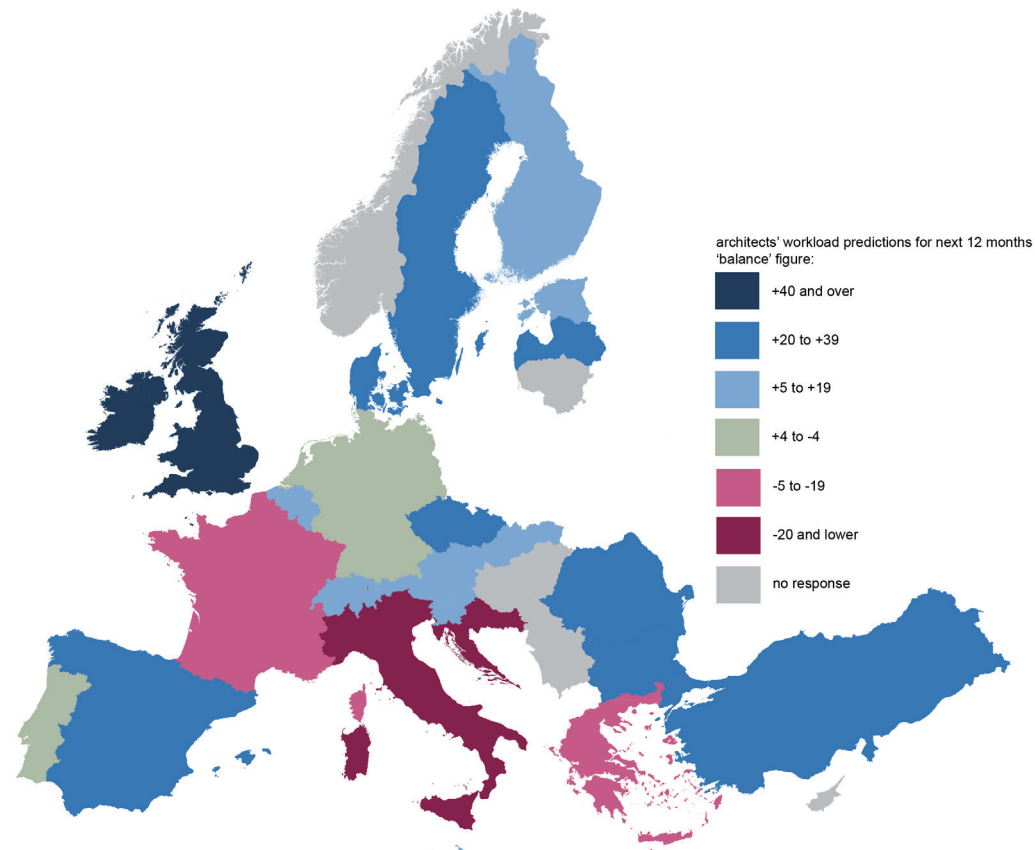 architects' workload predictions for next 12 months
'balance' figure:
+40 and over
+20 to +39
+5 to +19
+4 to -4
-5 to -19
-20 and lower
no response